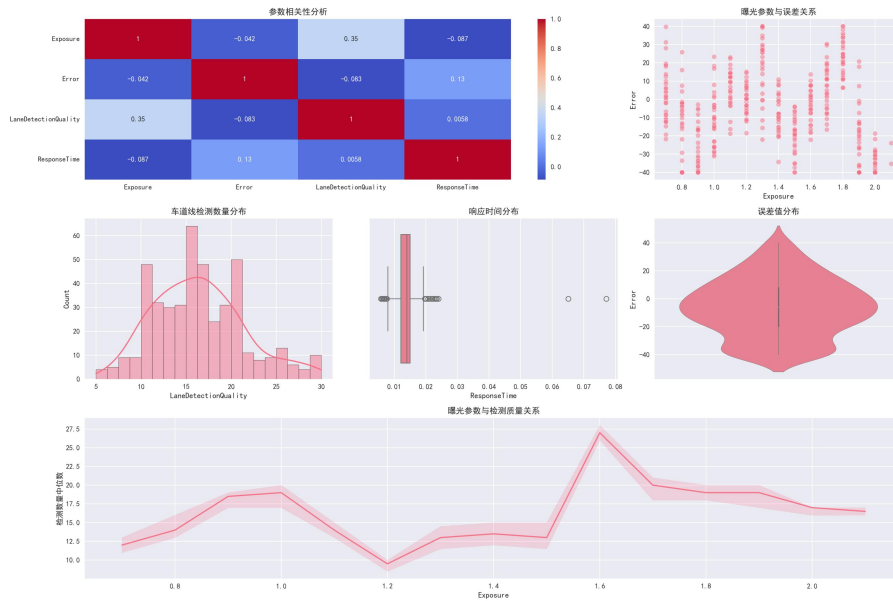 参数相关性分析
Exposure
Error
LaneDetectionQuality
ResponseTime
1 -0.042 0.35 -0.087
-0.042 1 -0.083 0.13
0.35 -0.083 1 0.0058
-0.087 0.13 0.0058 1
Exposure Error LaneDetectionQuality ResponseTime
1.0
0.8
0.6
0.4
0.2
0.0
曝光参数与误差关系
Error
40
30
20
10
0
-10
-20
-30
-40
0.8 1.0 1.2 1.4 1.6 1.8 2.0
Exposure
车道线检测数量分布
Count
60
50
40
30
20
10
0
5 10 15 20 25 30
LaneDetectionQuality
响应时间分布
0.01 0.02 0.03 0.04 0.05 0.06 0.07 0.08
ResponseTime
误差值分布
Error
40
20
0
-20
-40
曝光参数与检测质量关系
检测数量中位数
27.5
25.0
22.5
20.0
17.5
15.0
12.5
10.0
0.8 1.0 1.2 1.4 1.6 1.8 2.0
Exposure